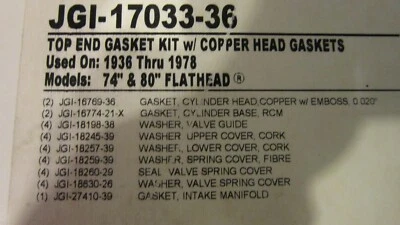 JGI-17033-36
TOP END GASKET KIT w/ COPPER HEAD GASKETS
Used On: 1936 Thru 1978
Models: 74" & 80" FLATHEAD ®
(2) JGI-16769-36 GASKET, CYLINDER HEAD,COPPER w/ EMBOSS, 0.020"
(2) JGI-16774-21-X GASKET, CYLINDER BASE, RCM
(4) JGI-18198-38 WASHER, VALVE GUIDE
(4) JGI-18245-39 WASHER, UPPER COVER, CORK
(4) JGI-18257-39 WASHER, LOWER COVER, CORK
(4) JGI-18259-39 WASHER, SPRING COVER, FIBRE
(4) JGI-18260-29 SEAL, VALVE SPRING COVER
(4) JGI-18830-26 WASHER, VALVE SPRING COVER
(1) JGI-27410-39 GASKET, INTAKE MANIFOLD